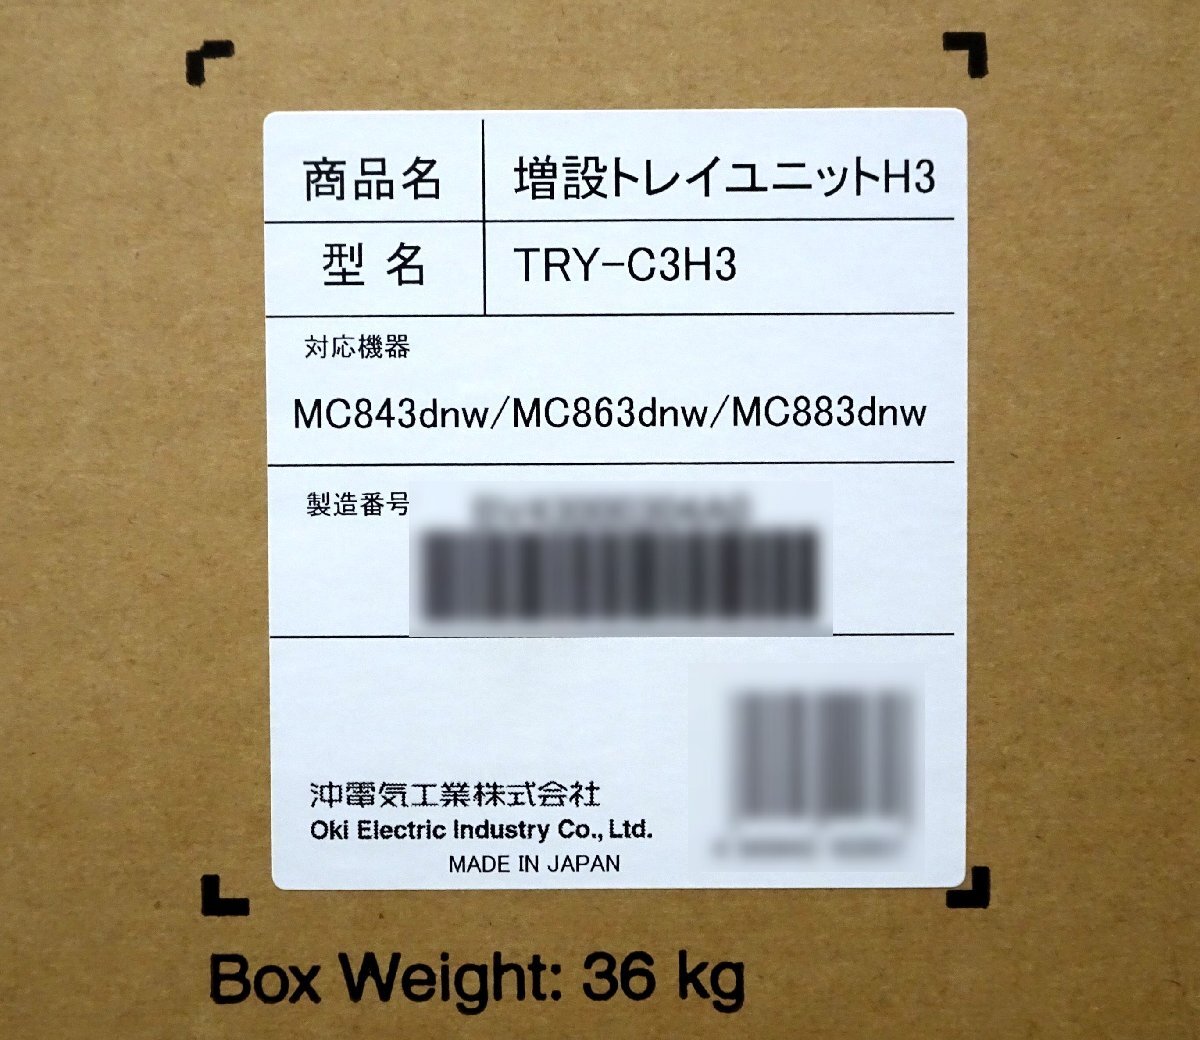 商品名 増設トレイユニットH3
型名 TRY-C3H3
対応機器
MC843dnw/MC863dnw/MC883dnw
製造番号
沖電気工業株式会社
Oki Electric Industry Co., Ltd.
MADE IN JAPAN
Box Weight: 36 kg